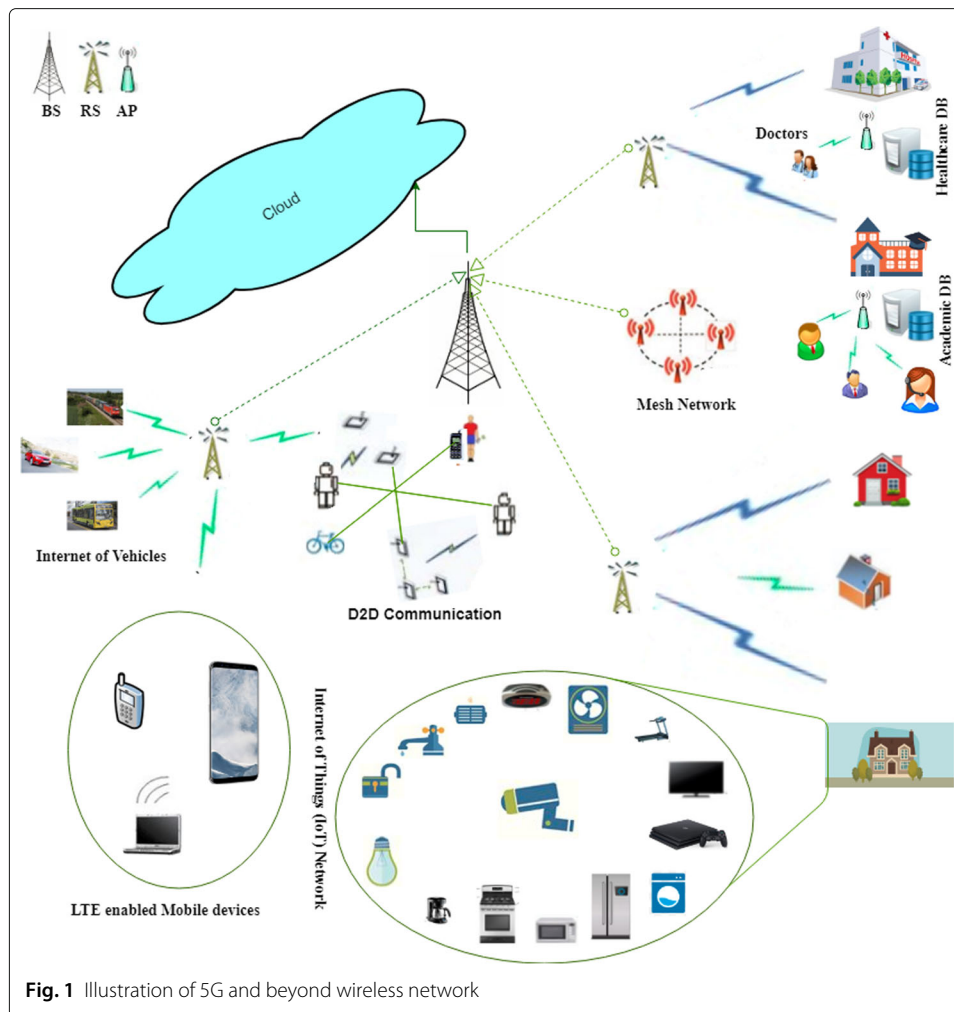 BS RS AP
Cloud
Doctors
Healthcare DB
Academic DB
Mesh Network
Internet of Vehicles
D2D Communication
Internet of Things (IoT) Network
LTE enabled Mobile devices
Fig. 1 Illustration of 5G and beyond wireless network